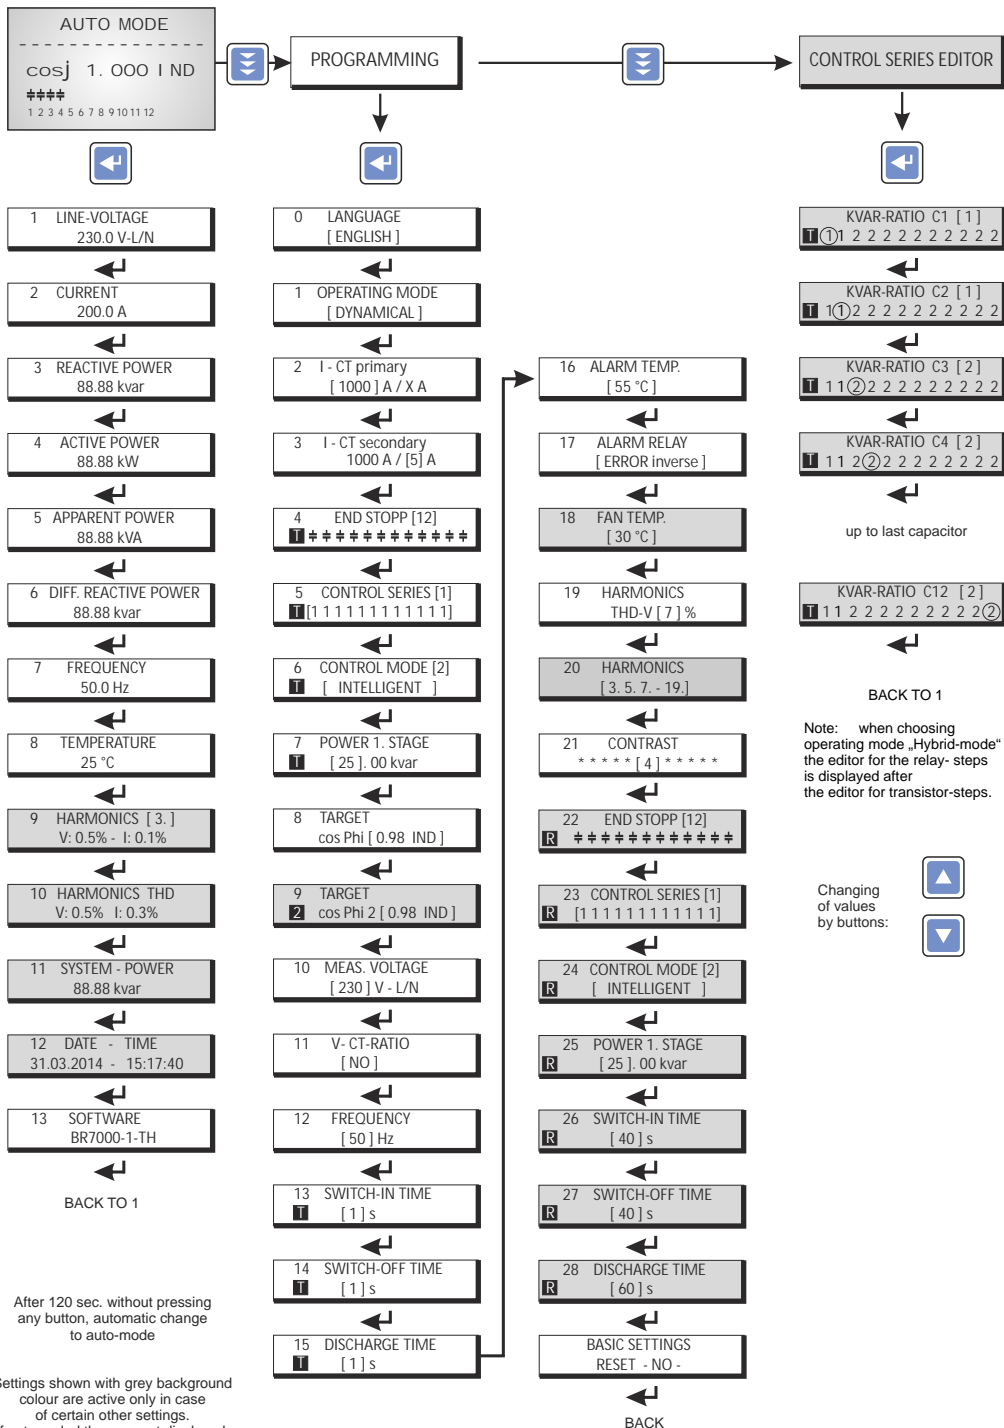 AUTO MODE
cosj 1.000 IND
1 2 3 4 5 6 7 8 9 10 11 12
PROGRAMMING
CONTROL SERIES EDITOR
1 LINE-VOLTAGE
230.0 V-L/N
2 CURRENT
200.0 A
3 REACTIVE POWER
88.88 kvar
4 ACTIVE POWER
88.88 kW
5 APPARENT POWER
88.88 kVA
6 DIFF. REACTIVE POWER
88.88 kvar
7 FREQUENCY
50.0 Hz
8 TEMPERATURE
25 °C
9 HARMONICS [ 3. ]
V: 0.5% - I: 0.1%
10 HARMONICS THD
V: 0.5% I: 0.3%
11 SYSTEM - POWER
88.88 kvar
12 DATE - TIME
31.03.2014 - 15:17:40
13 SOFTWARE
BR7000-1-TH
BACK TO 1
After 120 sec. without pressing
any button, automatic change
to auto-mode
Settings shown with grey background
colour are active only in case
of certain other settings.
0 LANGUAGE
[ ENGLISH ]
1 OPERATING MODE
[ DYNAMICAL ]
2 I - CT primary
[ 1000 ] A / X A
3 I - CT secondary
1000 A / [5] A
4 END STOPP [12]
T
5 CONTROL SERIES [1]
T [1 1 1 1 1 1 1 1 1 1 1 1]
6 CONTROL MODE [2]
T [ INTELLIGENT ]
7 POWER 1. STAGE
T [ 25 ]. 00 kvar
8 TARGET
cos Phi [ 0.98 IND ]
9 TARGET
2 cos Phi 2 [ 0.98 IND ]
10 MEAS. VOLTAGE
[ 230 ] V - L/N
11 V- CT-RATIO
[ NO ]
12 FREQUENCY
[ 50 ] Hz
13 SWITCH-IN TIME
T [ 1 ] s
14 SWITCH-OFF TIME
T [ 1 ] s
15 DISCHARGE TIME
T [ 1 ] s
16 ALARM TEMP.
[ 55 °C ]
17 ALARM RELAY
[ ERROR inverse ]
18 FAN TEMP.
[ 30 °C ]
19 HARMONICS
THD-V [ 7 ] %
20 HARMONICS
[ 3. 5. 7. - 19.]
21 CONTRAST
* * * * * [ 4 ] * * * * *
22 END STOPP [12]
R
23 CONTROL SERIES [1]
R [1 1 1 1 1 1 1 1 1 1 1 1]
24 CONTROL MODE [2]
R [ INTELLIGENT ]
25 POWER 1. STAGE
R [ 25 ]. 00 kvar
26 SWITCH-IN TIME
R [ 40 ] s
27 SWITCH-OFF TIME
R [ 40 ] s
28 DISCHARGE TIME
R [ 60 ] s
BASIC SETTINGS
RESET - NO -
BACK
KVAR-RATIO C1 [ 1 ]
T 1 1 2 2 2 2 2 2 2 2 2 2
KVAR-RATIO C2 [ 1 ]
T 1 1 2 2 2 2 2 2 2 2 2 2
KVAR-RATIO C3 [ 2 ]
T 1 1 2 2 2 2 2 2 2 2 2 2
KVAR-RATIO C4 [ 2 ]
T 1 1 2 2 2 2 2 2 2 2 2 2
up to last capacitor
KVAR-RATIO C12 [ 2 ]
T 1 1 2 2 2 2 2 2 2 2 2 2
BACK TO 1
Note: when choosing
operating mode „Hybrid-mode“
the editor for the relay- steps
is displayed after
the editor for transistor-steps.
Changing
of values
by buttons: